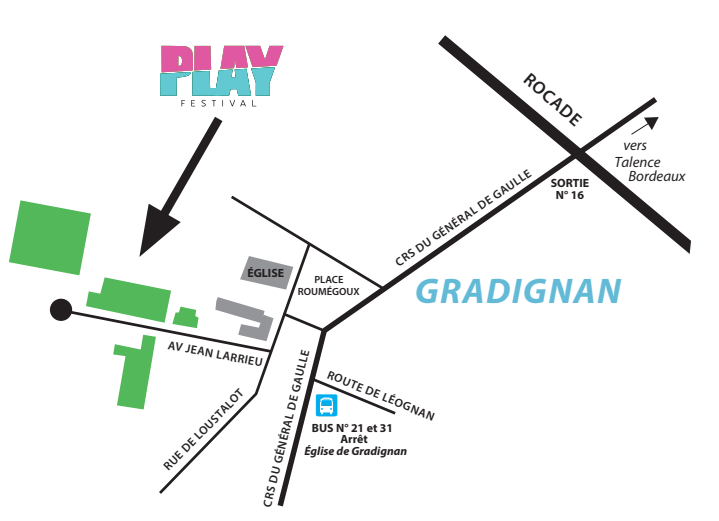 PLAY
PLAY
FESTIVAL
ROCADE
vers
Talence
Bordeaux
SORTIE
N° 16
CRS DU GÉNÉRAL DE GAULLE
ÉGLISE
PLACE
ROUMÉGOUX
GRADIGNAN
AV JEAN LARRIEU
RUE DE LOUSTALOT
CRS DU GÉNÉRAL DE GAULLE
ROUTE DE LÉOGNAN
BUS N° 21 et 31
Arrêt
Église de Gradignan